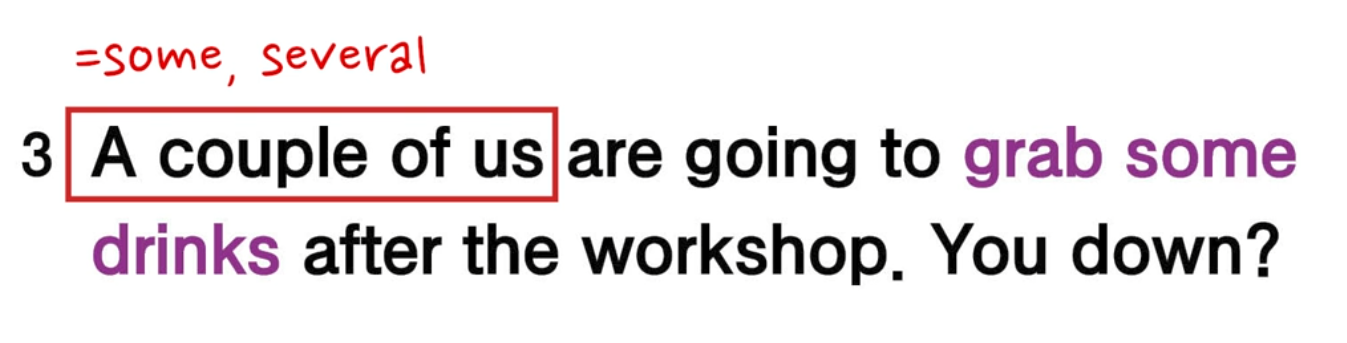 =some, several
3 A couple of us are going to grab some
drinks after the workshop. You down?